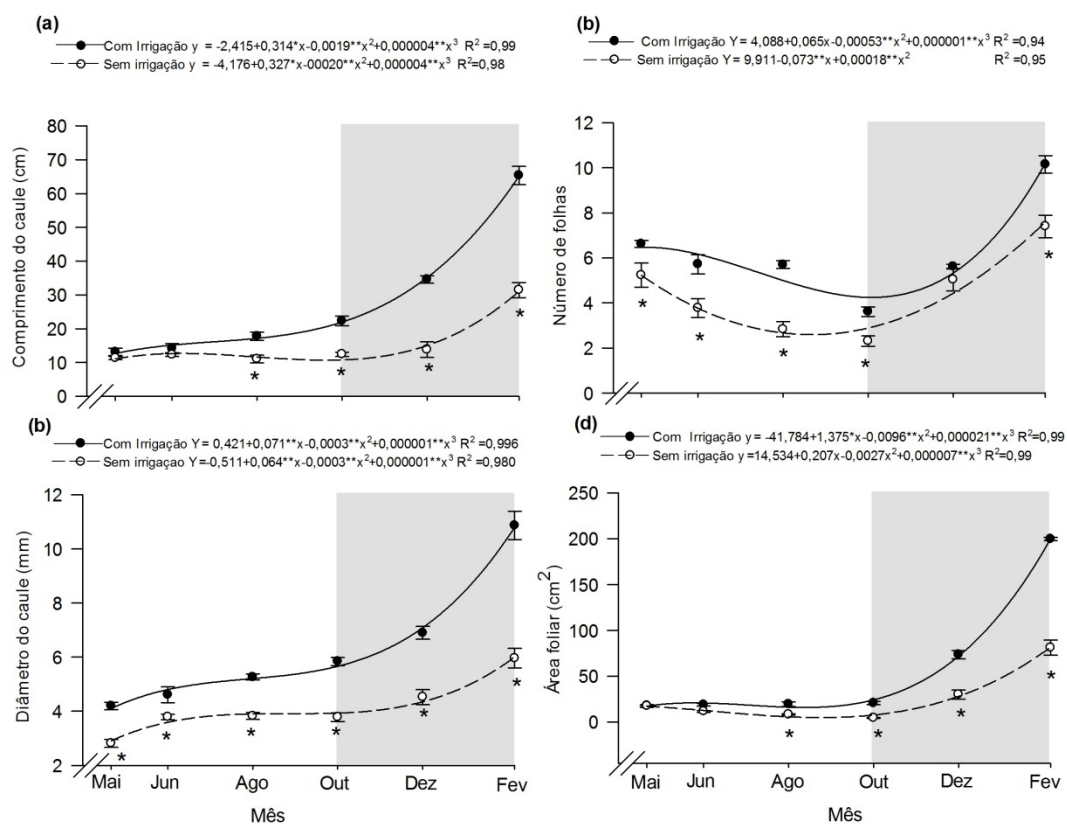 (a)
Com Irrigação y = -2,415+0,314*x-0,0019**x²+0,000004**x³ R²=0,99
Sem irrigação y = -4,176+0,327*x-00020**x²+0,000004**x³ R²=0,98
Comprimento do caule (cm)
80
70
60
50
40
30
20
10
0
*
*
*
*
(b)
Com Irrigação Y= 4,088+0,065x-0,00053**x²+0,000001**x³ R²=0,94
Sem irrigação Y= 9,911-0,073**x+0,00018**x² R²=0,95
Número de folhas
12
10
8
6
4
2
0
*
*
*
*
*
(b)
Com Irrigação Y= 0,421+0,071**x-0,0003**x²+0,000001**x³ R²=0,996
Sem irrigaçao Y=-0,511+0,064**x-0,0003**x²+0,000001**x³ R²=0,980
Diâmetro do caule (mm)
12
10
8
6
4
2
*
*
*
*
*
*
Mai Jun Ago Out Dez Fev
Mês
(d)
Com Irrigação y= -41,784+1,375*x-0,0096**x²+0,000021**x³ R²=0,99
Sem irrigação y=14,534+0,207x-0,0027x²+0,000007**x³ R²=0,99
Área foliar (cm²)
250
200
150
100
50
0
*
*
*
*
Mai Jun Ago Out Dez Fev
Mês